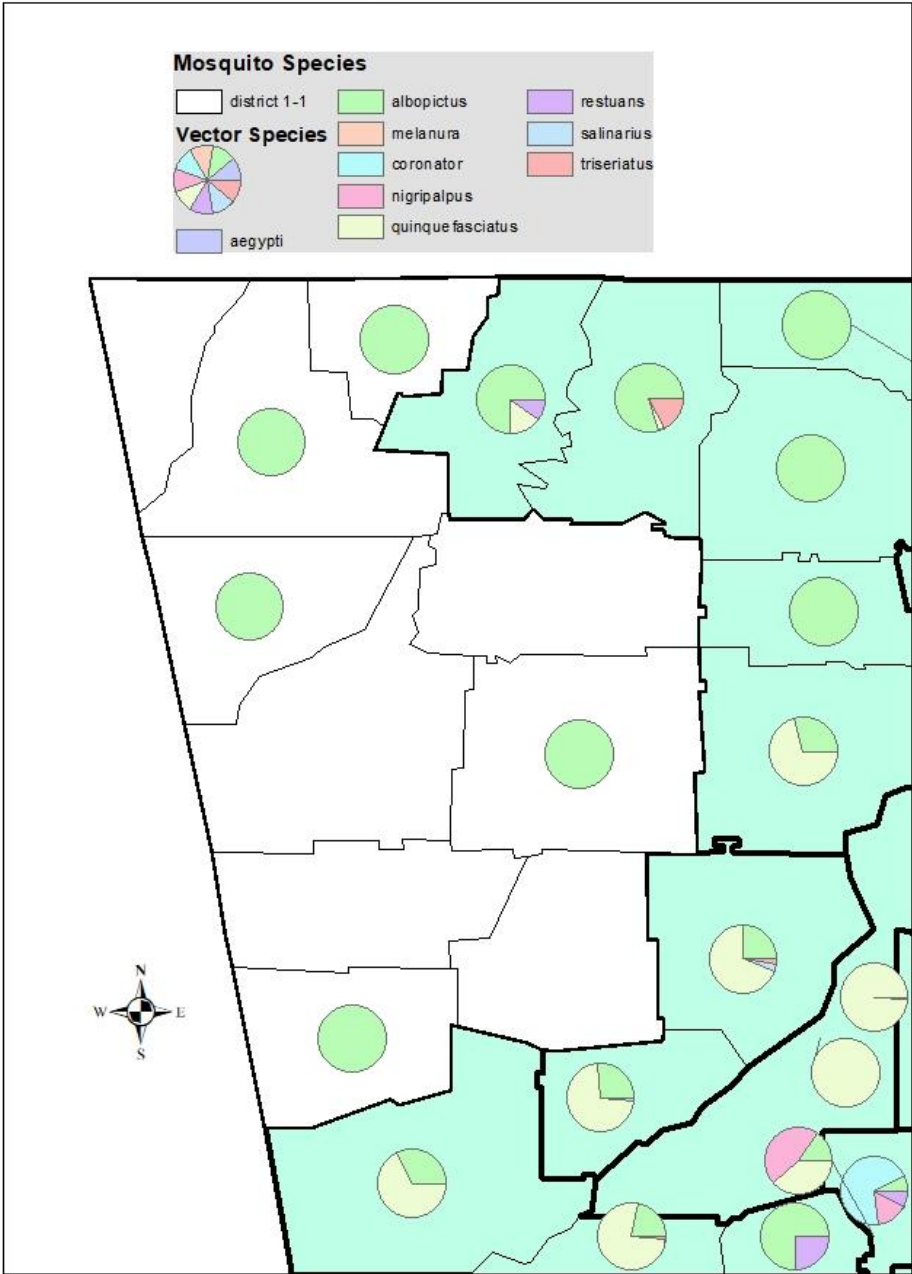 Mosquito Species
district 1-1
Vector Species
aegypti
albopictus
melanura
coronator
nigripalpus
quinquefasciatus
restuans
salinarius
triseriatus
N
W E
S